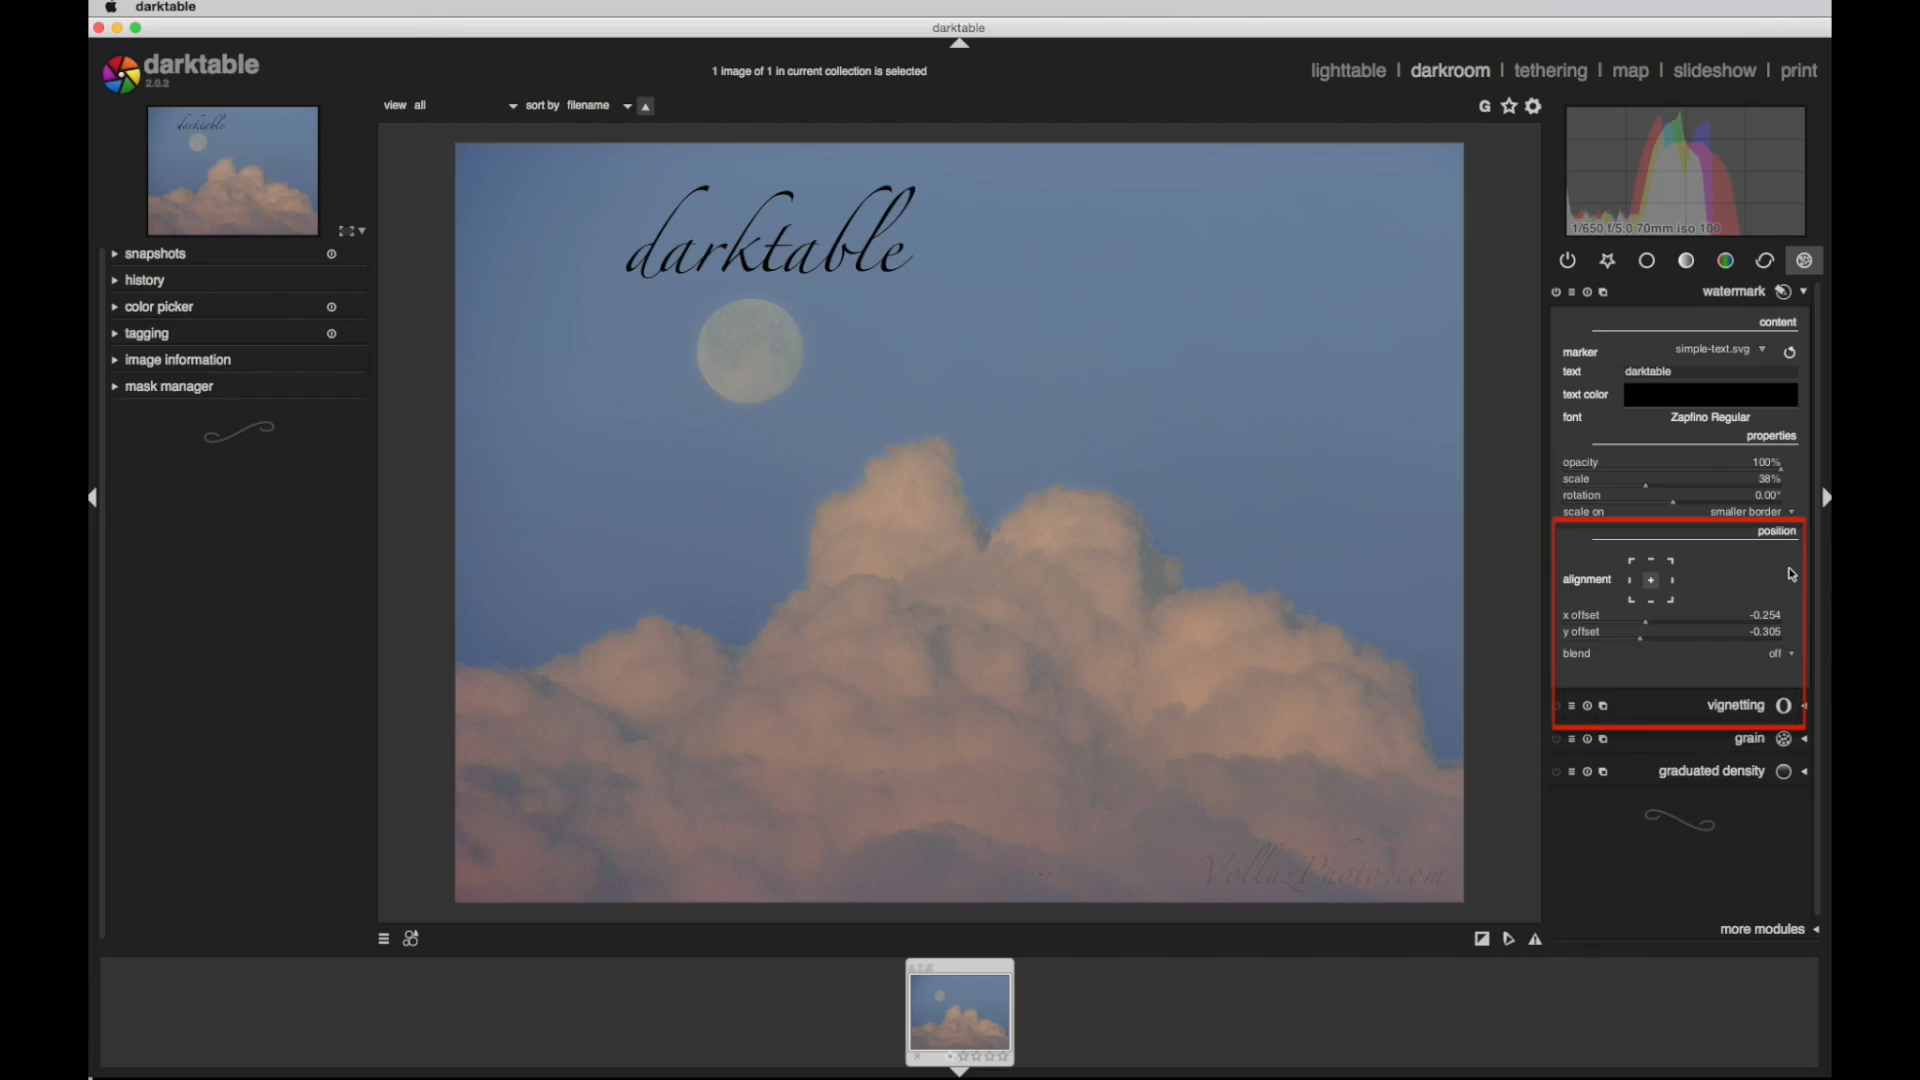 darktable
darktable
darktable
2.0.2
1 image of 1 in current collection is selected
lighttable | darkroom | tethering | map | slideshow | print
view all sort by filename
G
darktable
1/650 f/5.0 70mm iso 100
snapshots
history
color picker
tagging
image information
mask manager
darktable
VollaZPhoto.com
watermark
content
marker simple-text.svg
text darktable
text color
font Zapfino Regular
properties
opacity 100%
scale 38%
rotation 0.00°
scale on smaller border
position
alignment
x offset -0.254
y offset -0.305
blend off
vignetting
grain
graduated density
more modules